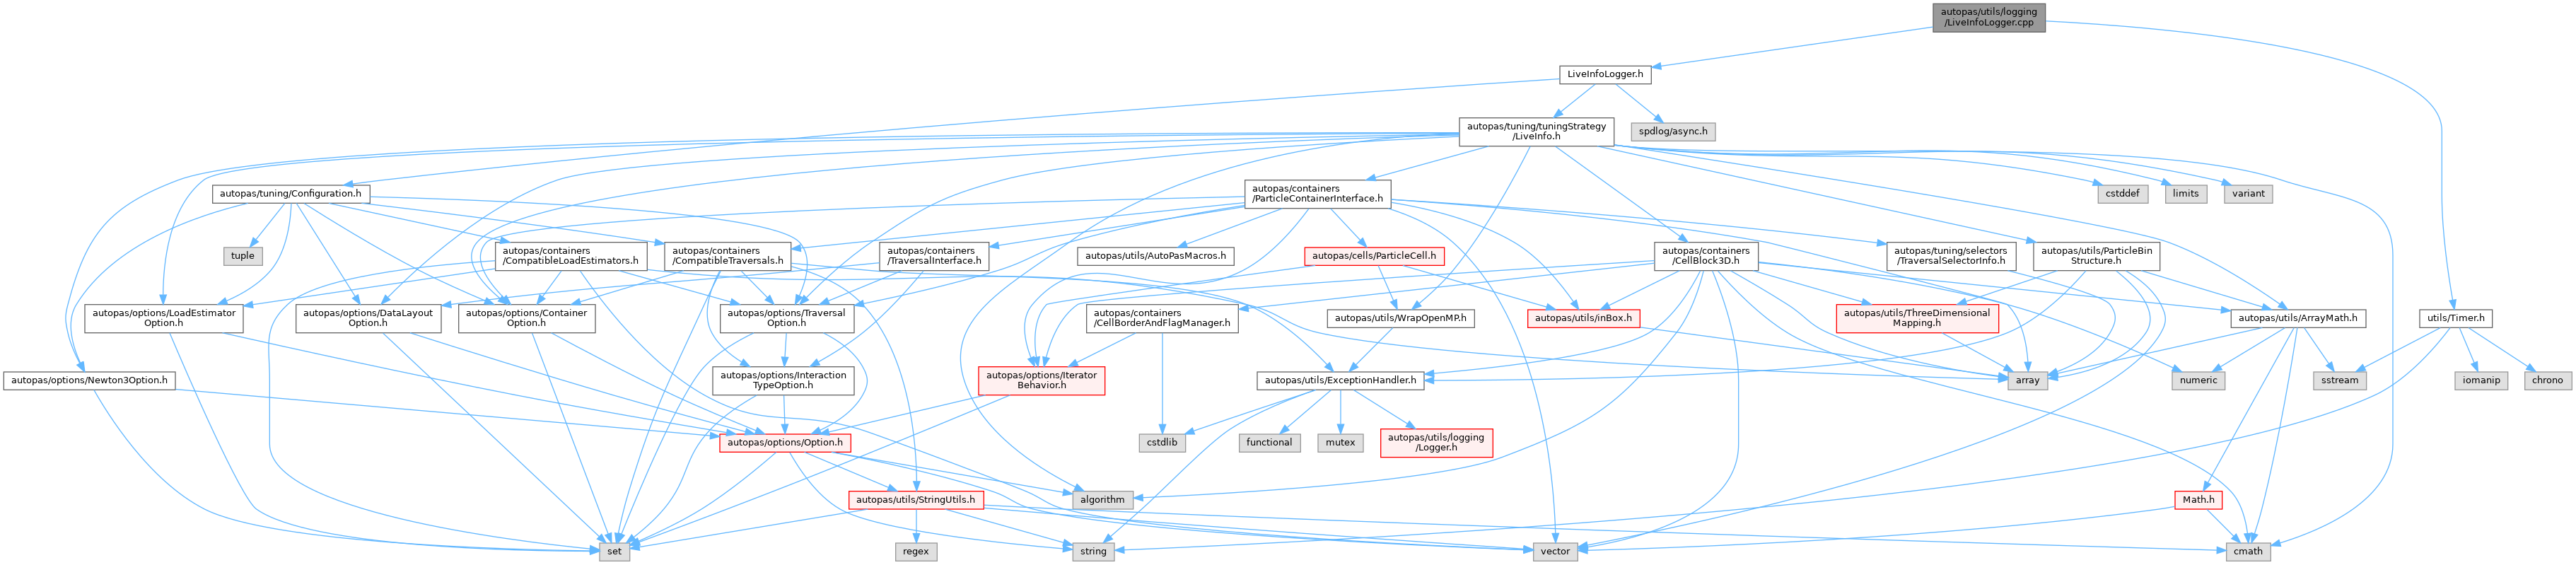 autopas/utils/logging
/LiveInfoLogger.cpp
LiveInfoLogger.h
autopas/tuning/tuningStrategy
/LiveInfo.h
spdlog/async.h
autopas/tuning/Configuration.h
autopas/containers
/ParticleContainerInterface.h
cstddef
limits
variant
tuple
autopas/containers
/CompatibleLoadEstimators.h
autopas/containers
/CompatibleTraversals.h
autopas/containers
/TraversalInterface.h
autopas/utils/AutoPasMacros.h
autopas/cells/ParticleCell.h
autopas/containers
/CellBlock3D.h
autopas/tuning/selectors
/TraversalSelectorInfo.h
autopas/utils/ParticleBin
Structure.h
autopas/options/LoadEstimator
Option.h
autopas/options/DataLayout
Option.h
autopas/options/Container
Option.h
autopas/options/Traversal
Option.h
autopas/containers
/CellBorderAndFlagManager.h
autopas/utils/WrapOpenMP.h
autopas/utils/inBox.h
autopas/utils/ThreeDimensional
Mapping.h
autopas/utils/ArrayMath.h
utils/Timer.h
autopas/options/Newton3Option.h
autopas/options/Interaction
TypeOption.h
autopas/options/Iterator
Behavior.h
autopas/utils/ExceptionHandler.h
array
numeric
sstream
iomanip
chrono
autopas/options/Option.h
cstdlib
functional
mutex
autopas/utils/logging
/Logger.h
autopas/utils/StringUtils.h
algorithm
Math.h
set
regex
string
vector
cmath